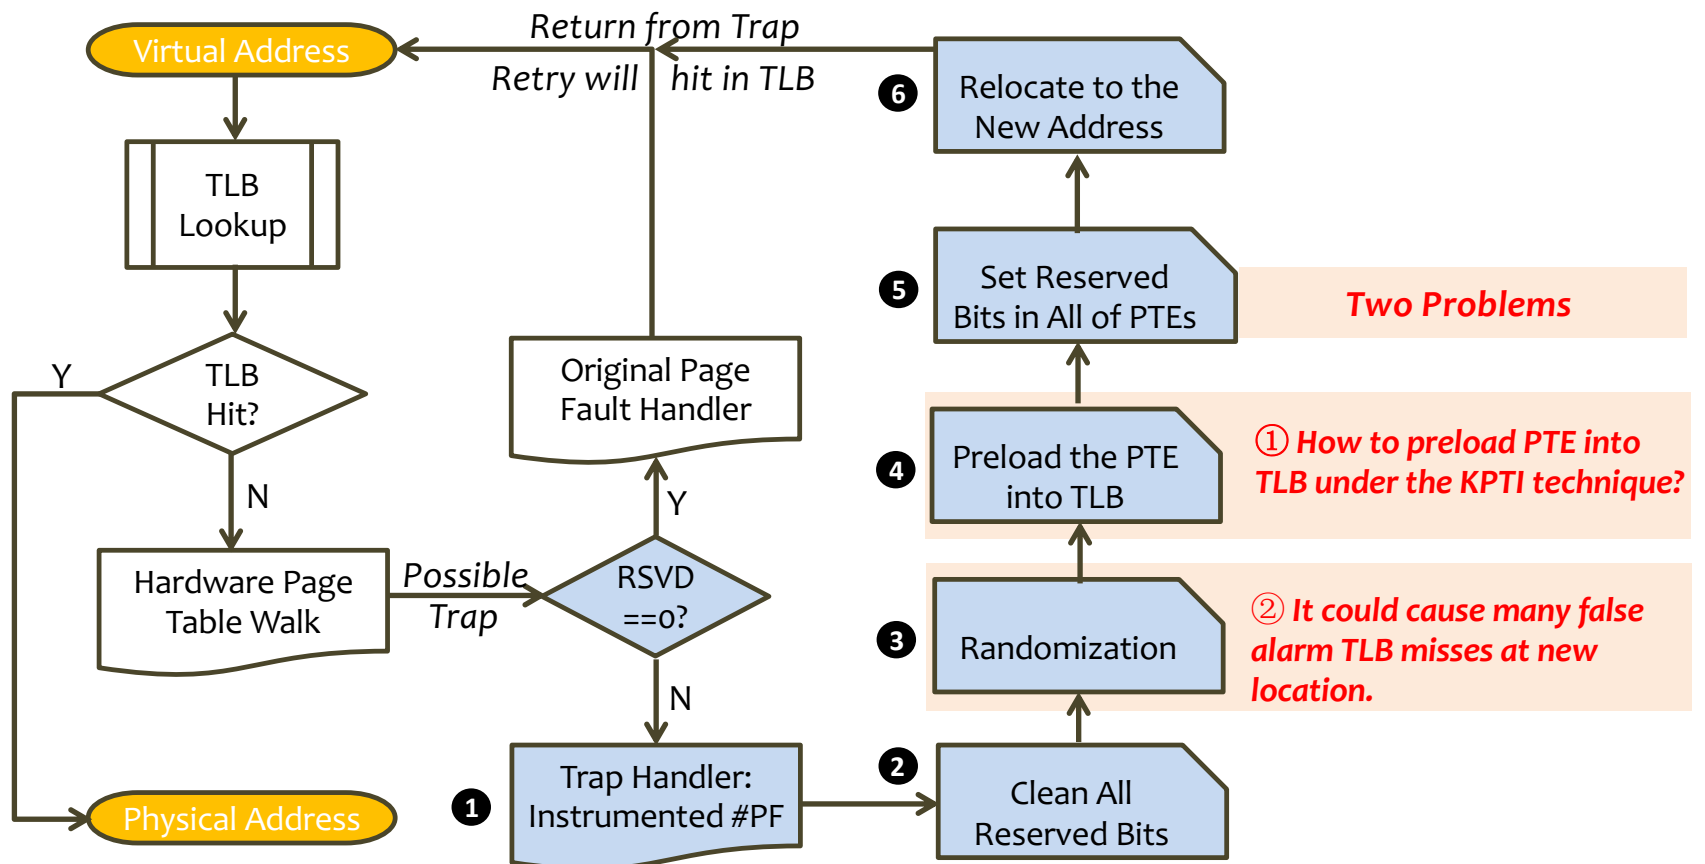 Virtual Address
Return from Trap
Retry will hit in TLB
TLB
Lookup
TLB
Hit?
Y
N
Hardware Page
Table Walk
Possible
Trap
Physical Address
Original Page
Fault Handler
Y
RSVD
==0?
N
1
Trap Handler:
Instrumented #PF
2
Clean All
Reserved Bits
3
Randomization
② It could cause many false
alarm TLB misses at new
location.
4
Preload the PTE
into TLB
① How to preload PTE into
TLB under the KPTI technique?
5
Set Reserved
Bits in All of PTEs
Two Problems
6
Relocate to the
New Address